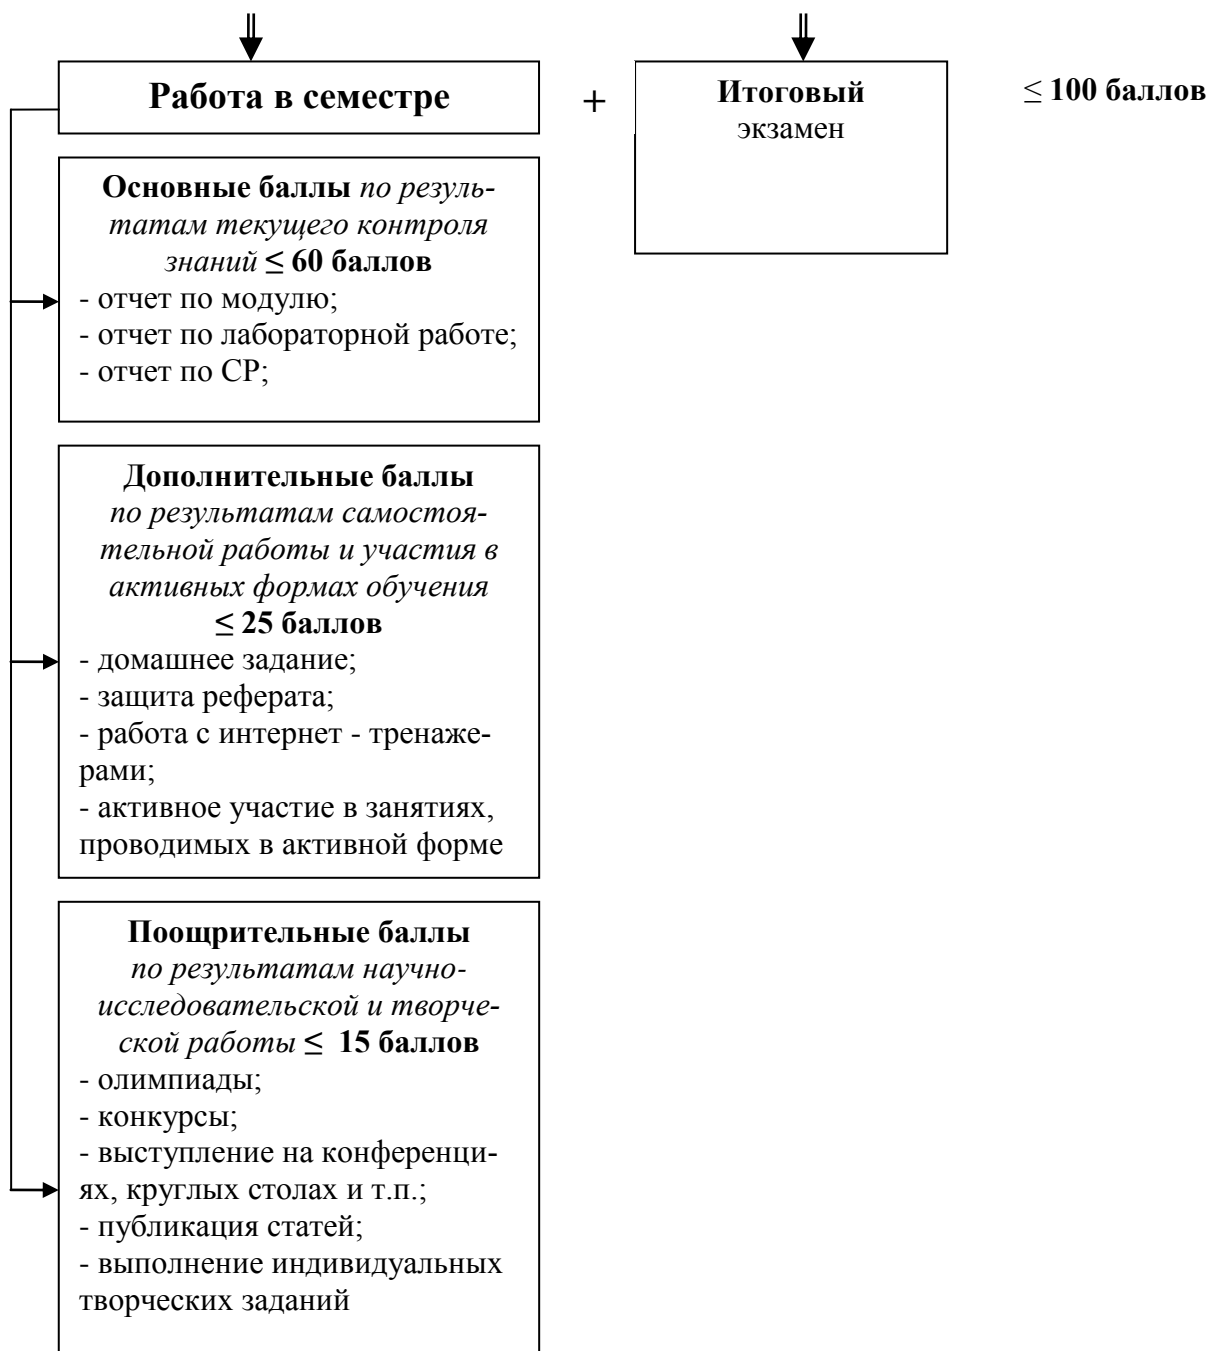 Работа в семестре
+
Итоговый
экзамен
≤ 100 баллов
Основные баллы по резуль-
татам текущего контроля
знаний ≤ 60 баллов
- отчет по модулю;
- отчет по лабораторной работе;
- отчет по СР;
Дополнительные баллы
по результатам самостоя-
тельной работы и участия в
активных формах обучения
≤ 25 баллов
- домашнее задание;
- защита реферата;
- работа с интернет - тренаже-
рами;
- активное участие в занятиях,
проводимых в активной форме
Поощрительные баллы
по результатам научно-
исследовательской и творче-
ской работы ≤ 15 баллов
- олимпиады;
- конкурсы;
- выступление на конференци-
ях, круглых столах и т.п.;
- публикация статей;
- выполнение индивидуальных
творческих заданий